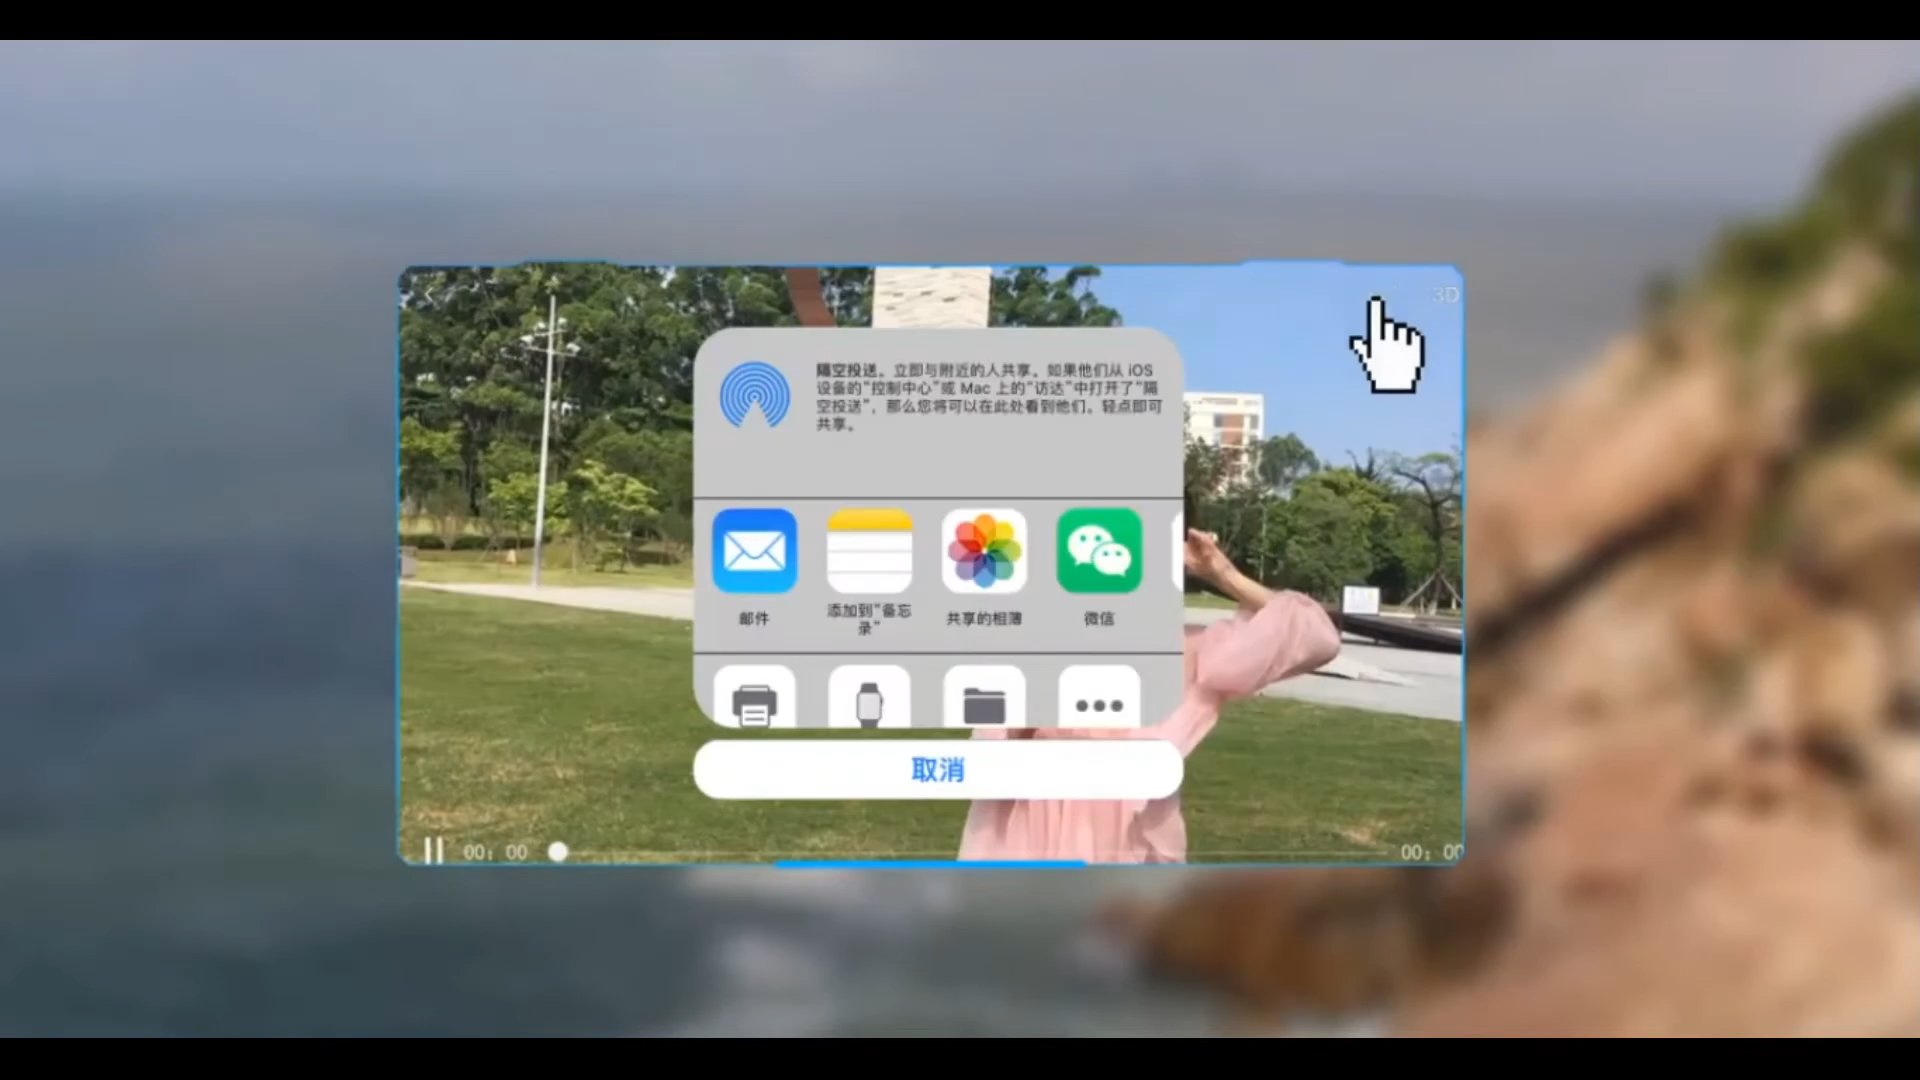 3D
隔空投送。立即与附近的人共享。如果他们从 iOS
设备的“控制中心”或 Mac 上的“访达”中打开了“隔
空投送”，那么您将可以在此处看到他们。轻点即可
共享。
邮件
添加到“备忘
录”
共享的相簿
微信
取消
00: 00
00: 00